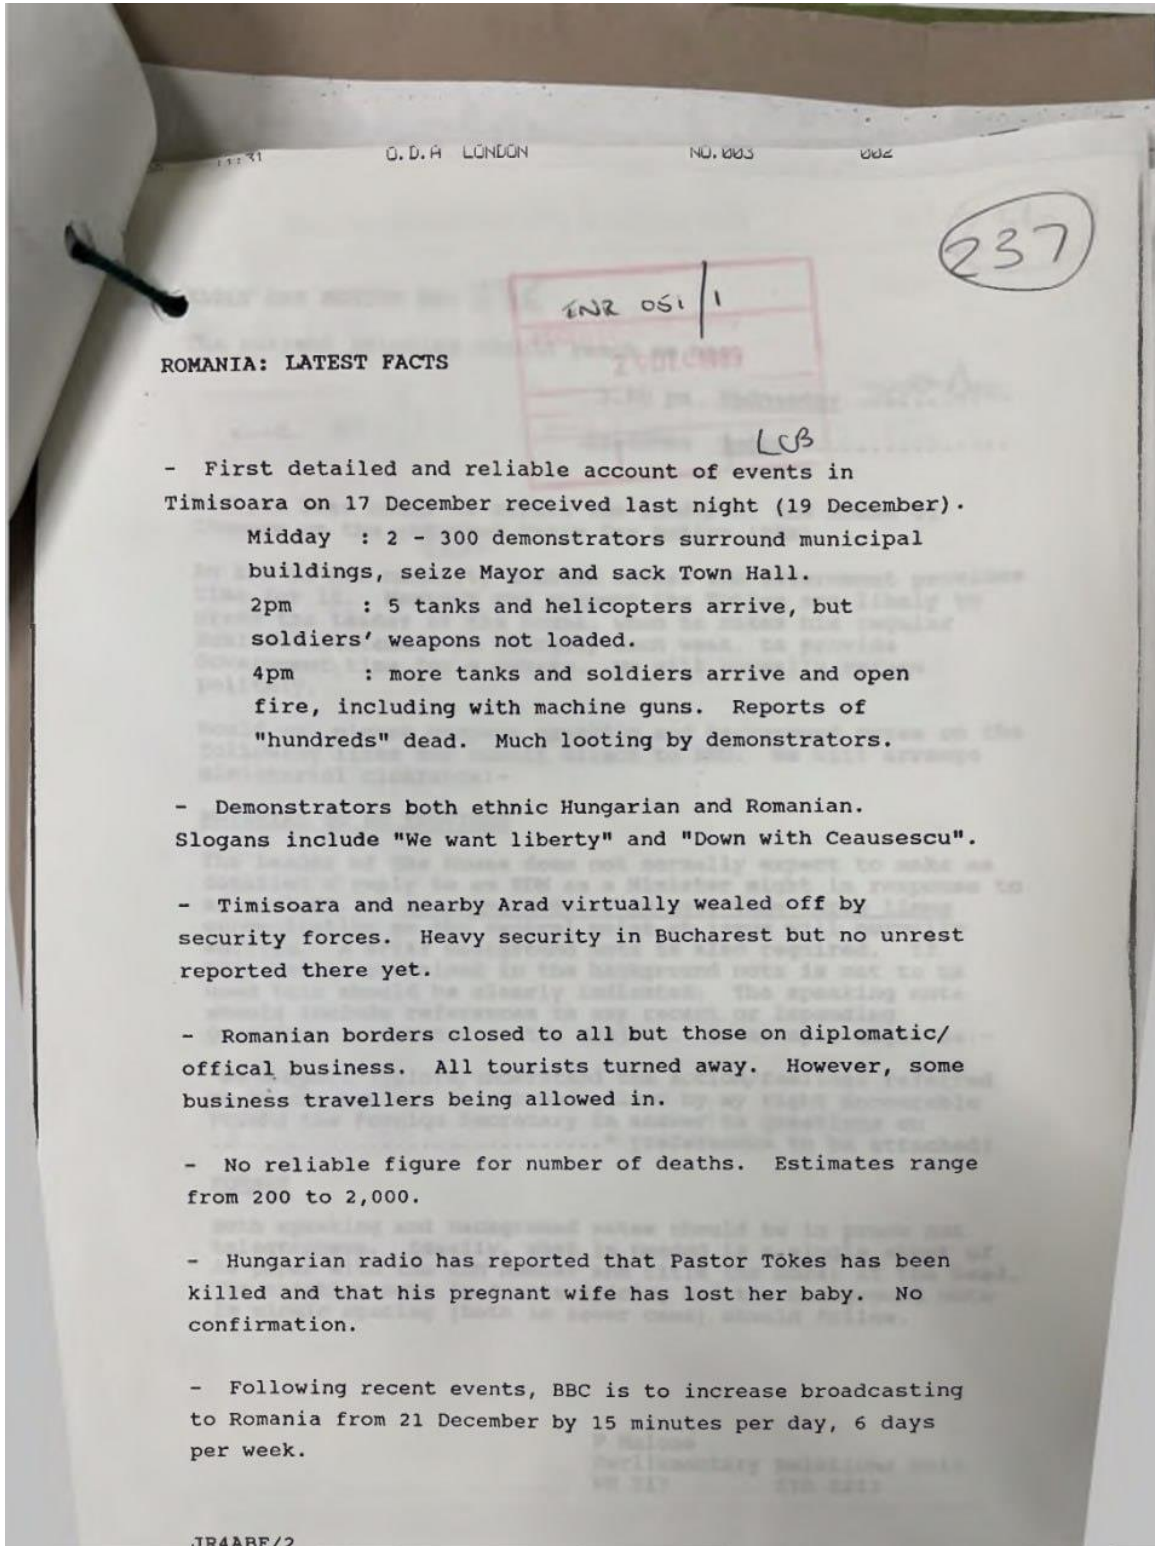 11:31 O.D.A LONDON NO.003 002
237
ENR 051/1
ROMANIA: LATEST FACTS
LCB
- First detailed and reliable account of events in
Timisoara on 17 December received last night (19 December).
Midday : 2 - 300 demonstrators surround municipal
buildings, seize Mayor and sack Town Hall.
2pm : 5 tanks and helicopters arrive, but
soldiers' weapons not loaded.
4pm : more tanks and soldiers arrive and open
fire, including with machine guns. Reports of
"hundreds" dead. Much looting by demonstrators.
- Demonstrators both ethnic Hungarian and Romanian.
Slogans include "We want liberty" and "Down with Ceausescu".
- Timisoara and nearby Arad virtually wealed off by
security forces. Heavy security in Bucharest but no unrest
reported there yet.
- Romanian borders closed to all but those on diplomatic/
offical business. All tourists turned away. However, some
business travellers being allowed in.
- No reliable figure for number of deaths. Estimates range
from 200 to 2,000.
- Hungarian radio has reported that Pastor Tokes has been
killed and that his pregnant wife has lost her baby. No
confirmation.
- Following recent events, BBC is to increase broadcasting
to Romania from 21 December by 15 minutes per day, 6 days
per week.
JR4ABE/2